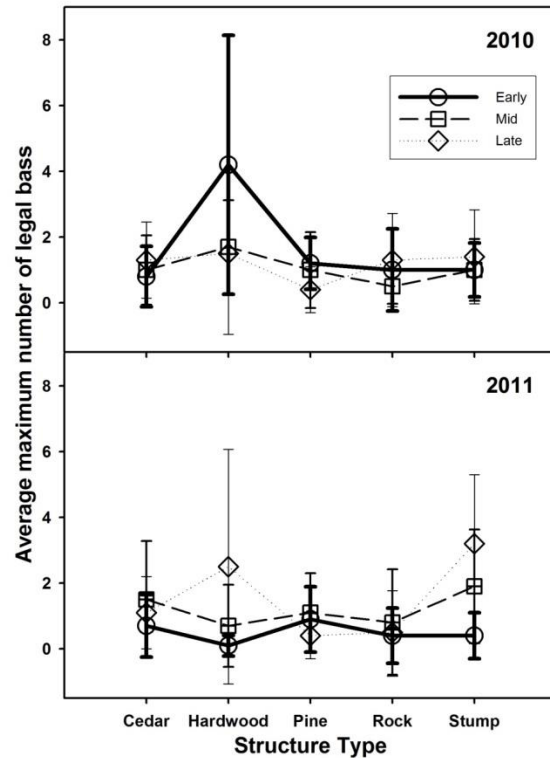 8
2010
6
Early
Mid
Late
4
2
0
Average maximum number of legal bass
8
2011
6
4
2
0
Cedar Hardwood Pine Rock Stump
Structure Type